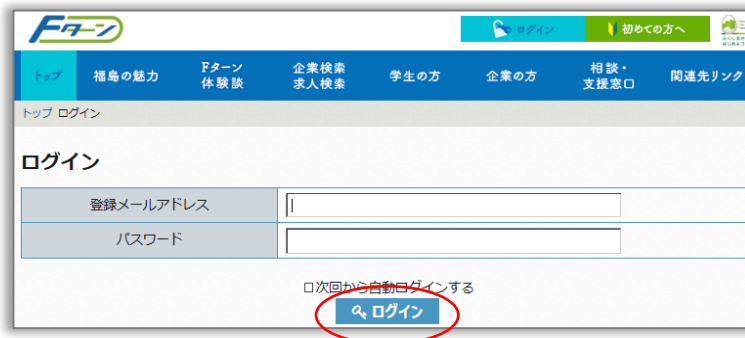 Fターン
ログイン
初めての方へ
トップ
福島の魅力
Fターン
体験談
企業検索
求人検索
学生の方
企業の方
相談・
支援窓口
関連先リンク
トップ ログイン
ログイン
登録メールアドレス
パスワード
□次回から自動ログインする
ログイン